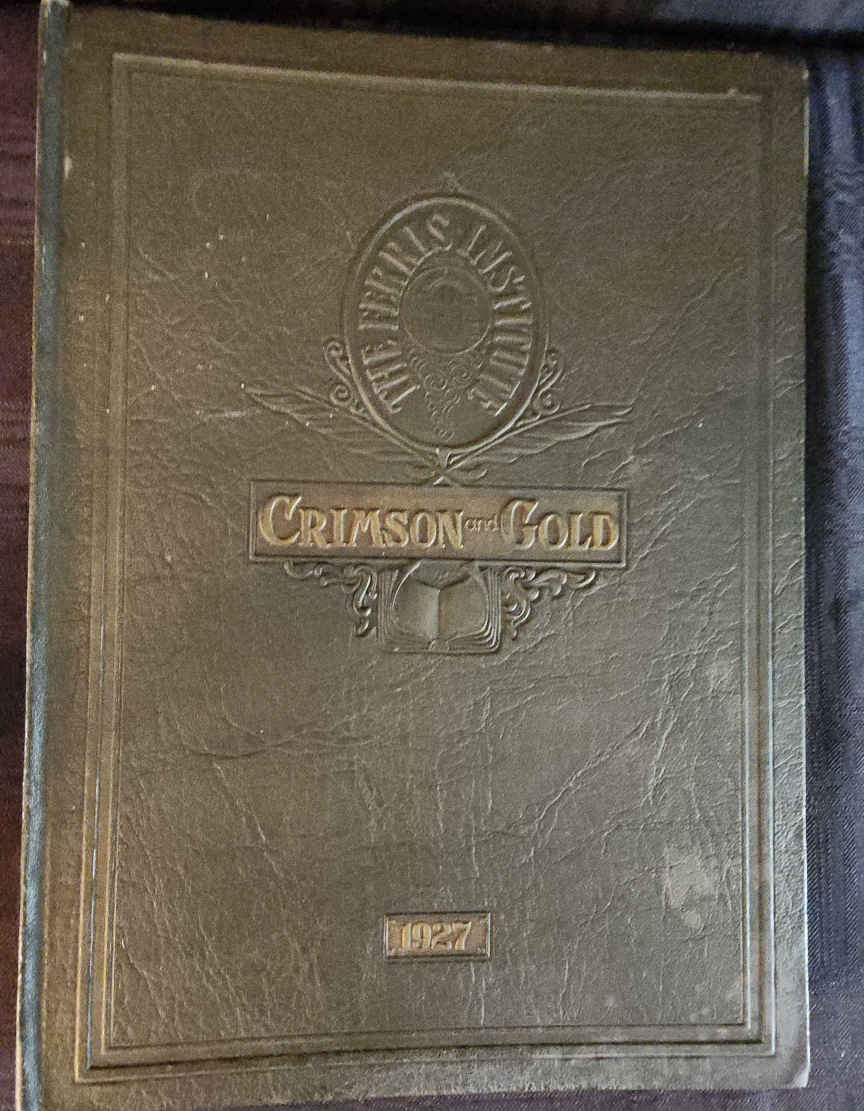 THE FERRIS INSTITUTE
CRIMSON and GOLD
1927